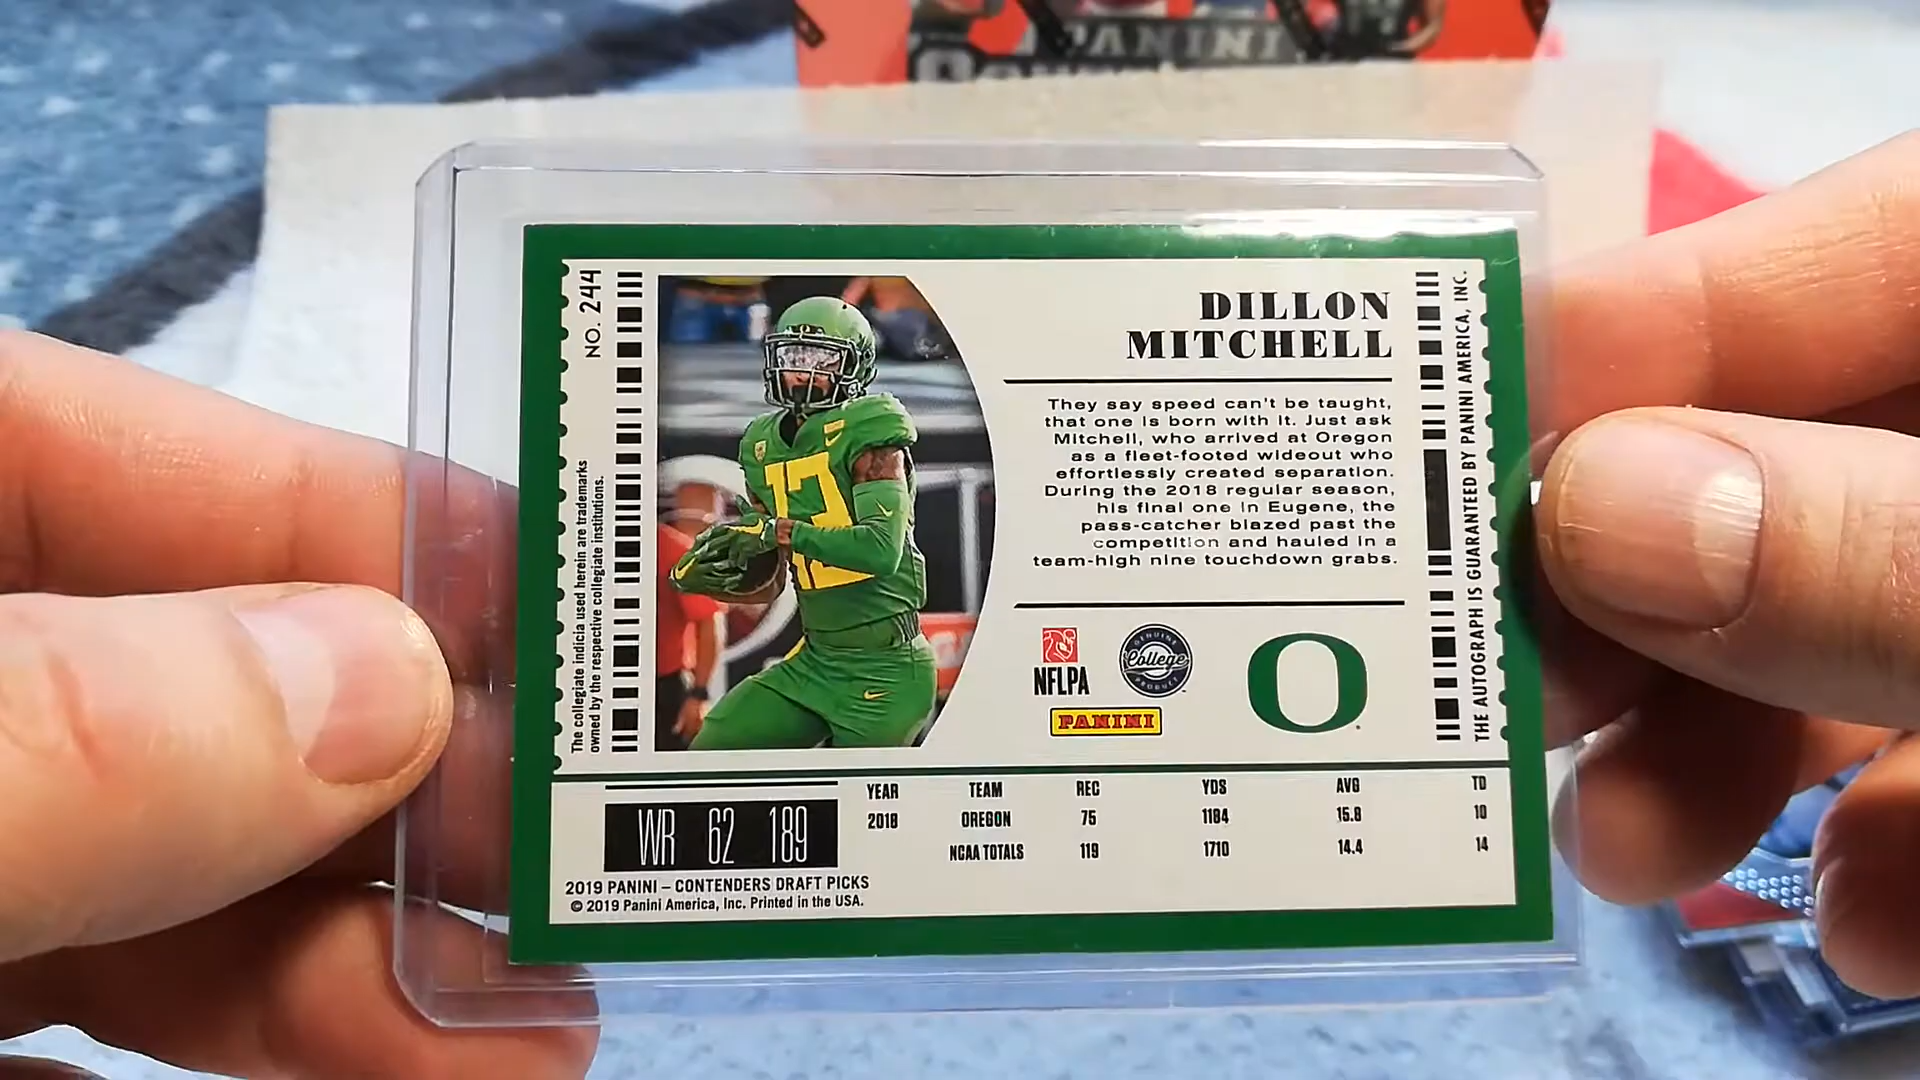 PANINI
NO. 244
The collegiate indicia used herein are trademarks
owned by the respective collegiate institutions.
DILLON
MITCHELL
They say speed can't be taught,
that one is born with it. Just ask
Mitchell, who arrived at Oregon
as a fleet-footed wideout who
effortlessly created separation.
During the 2018 regular season,
his final one in Eugene, the
pass-catcher blazed past the
competition and hauled in a
team-high nine touchdown grabs.
THE AUTOGRAPH IS GUARANTEED BY PANINI AMERICA, INC.
NFLPA
GENUINE
College
PRODUCT
PANINI
O
13
WR 62 189
YEAR TEAM REC YDS AVG TD
2018 OREGON 75 1184 15.8 10
NCAA TOTALS 119 1710 14.4 14
2019 PANINI – CONTENDERS DRAFT PICKS
© 2019 Panini America, Inc. Printed in the USA.